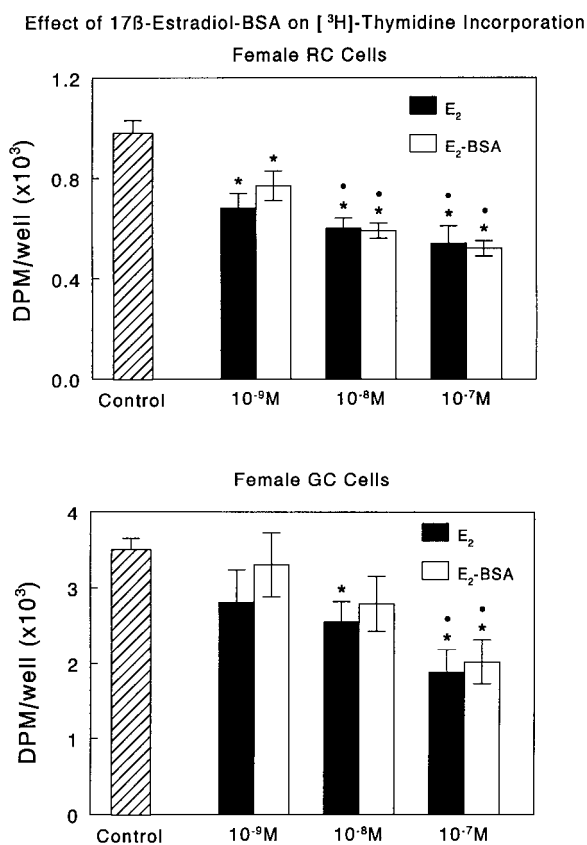 Effect of 17ß-Estradiol-BSA on [³H]-Thymidine Incorporation
Female RC Cells
1.2
0.8
0.4
0.0
DPM/well (x10³)
E₂
E₂-BSA
* * • * • * • * • *
Control 10⁻⁹M 10⁻⁸M 10⁻⁷M
Female GC Cells
4
3
2
1
0
DPM/well (x10³)
E₂
E₂-BSA
* • * • *
Control 10⁻⁹M 10⁻⁸M 10⁻⁷M